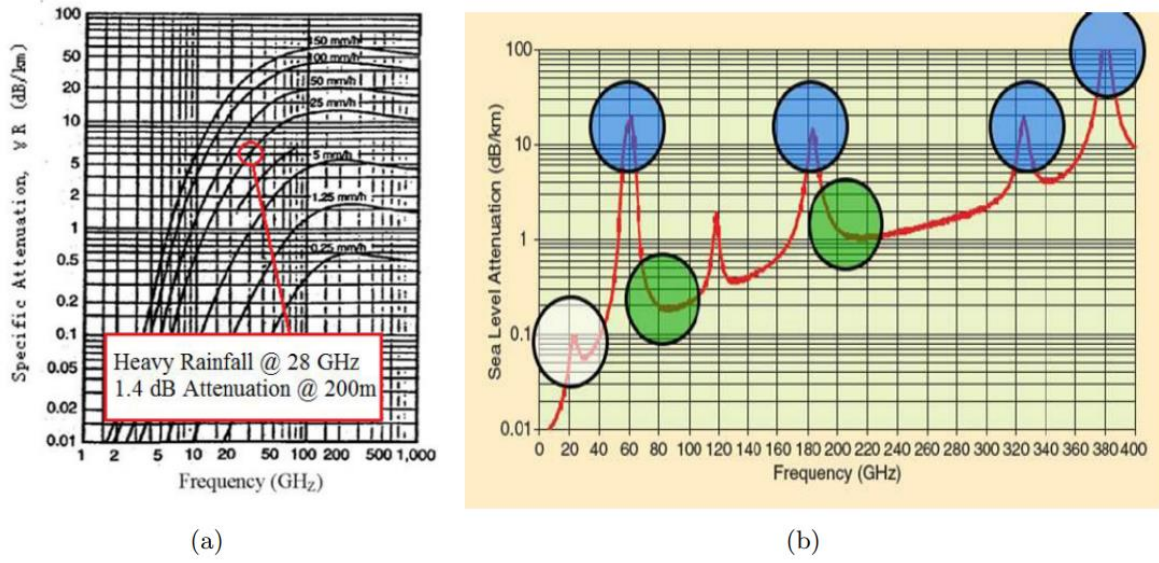 Specific Attenuation, γR (dB/km)
100
50
20
10
5
2
1
0.5
0.2
0.1
0.05
0.02
0.01
150 mm/h
100 mm/h
50 mm/h
25 mm/h
5 mm/h
1.25 mm/h
0.25 mm/h
Heavy Rainfall @ 28 GHz
1.4 dB Attenuation @ 200m
1 2 5 10 20 50 100 200 500 1,000
Frequency (GHz)
(a)
Sea Level Attenuation (dB/km)
100
10
1
0.1
0.01
0 20 40 60 80 100 120 140 160 180 200 220 240 260 280 300 320 340 360 380 400
Frequency (GHz)
(b)